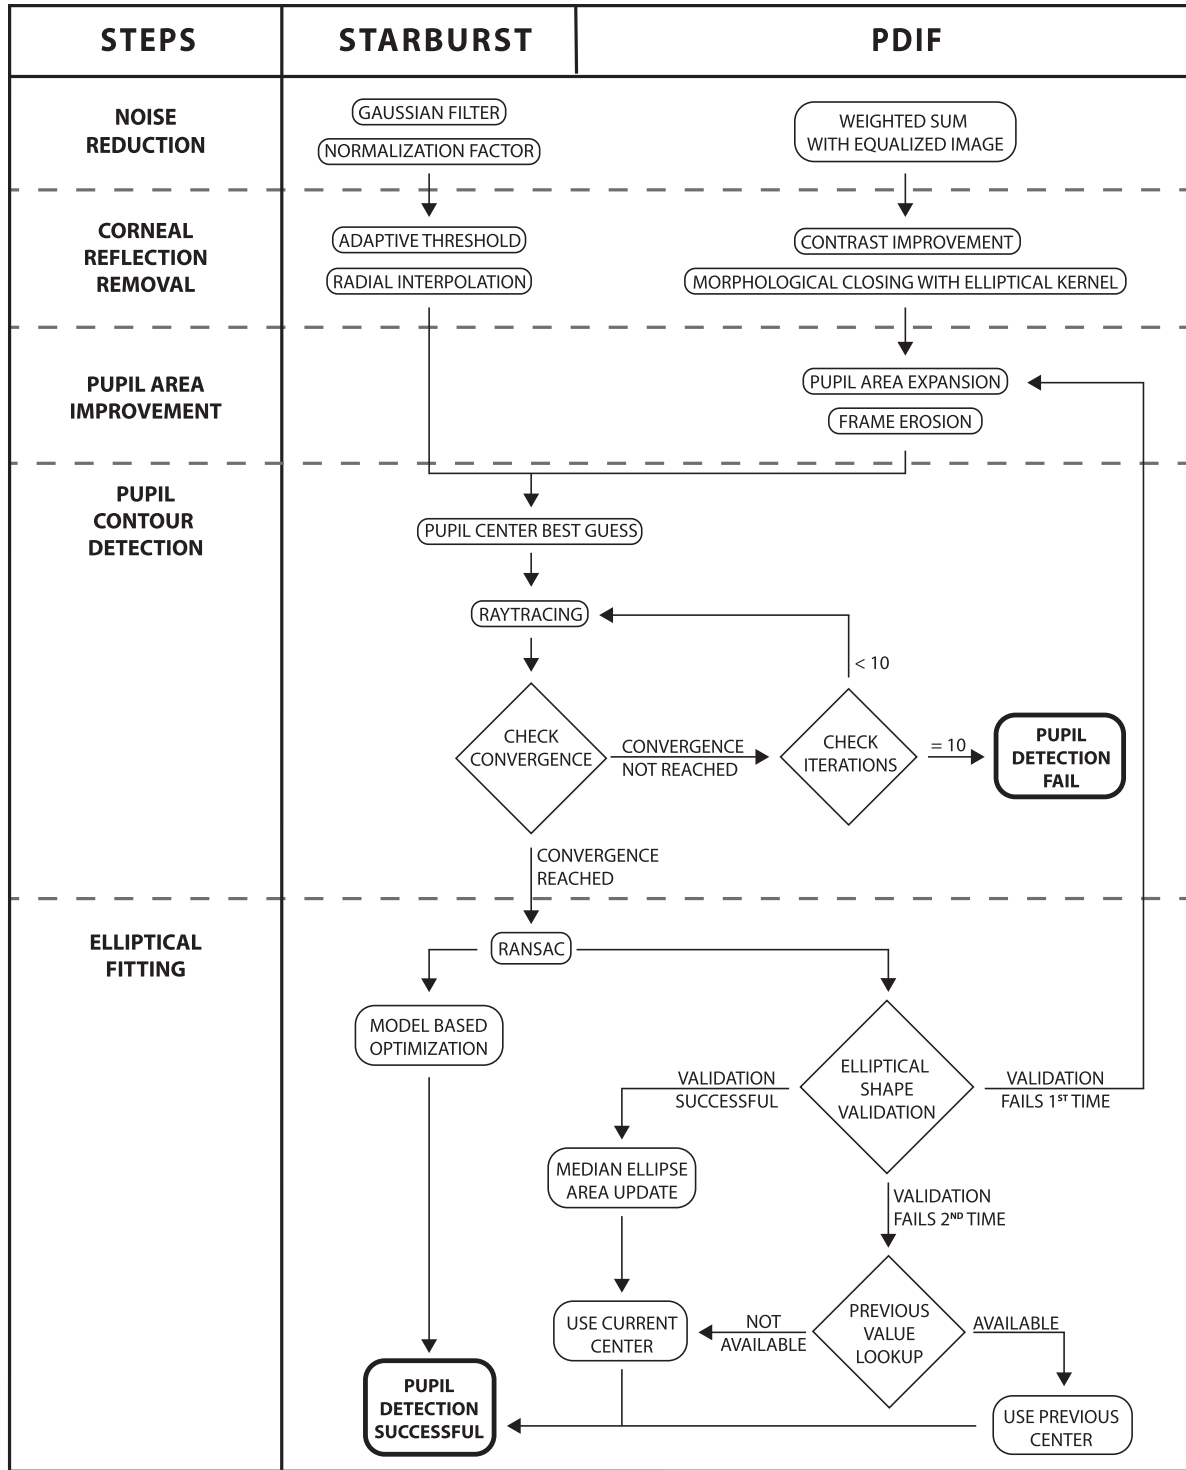 STEPS
STARBURST
PDIF
NOISE
REDUCTION
GAUSSIAN FILTER
NORMALIZATION FACTOR
WEIGHTED SUM
WITH EQUALIZED IMAGE
CORNEAL
REFLECTION
REMOVAL
ADAPTIVE THRESHOLD
RADIAL INTERPOLATION
CONTRAST IMPROVEMENT
MORPHOLOGICAL CLOSING WITH ELLIPTICAL KERNEL
PUPIL AREA
IMPROVEMENT
PUPIL AREA EXPANSION
FRAME EROSION
PUPIL
CONTOUR
DETECTION
PUPIL CENTER BEST GUESS
RAYTRACING
< 10
CHECK
CONVERGENCE
CONVERGENCE
NOT REACHED
CHECK
ITERATIONS
= 10
PUPIL
DETECTION
FAIL
CONVERGENCE
REACHED
ELLIPTICAL
FITTING
RANSAC
MODEL BASED
OPTIMIZATION
VALIDATION
SUCCESSFUL
ELLIPTICAL
SHAPE
VALIDATION
VALIDATION
FAILS 1ST TIME
MEDIAN ELLIPSE
AREA UPDATE
VALIDATION
FAILS 2ND TIME
USE CURRENT
CENTER
NOT
AVAILABLE
PREVIOUS
VALUE
LOOKUP
AVAILABLE
PUPIL
DETECTION
SUCCESSFUL
USE PREVIOUS
CENTER